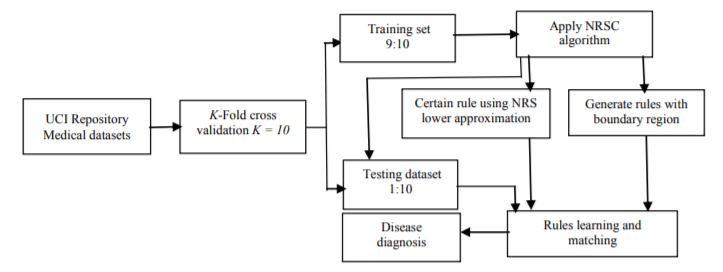 Training set
9:10
Apply NRSC
algorithm
UCI Repository
Medical datasets
K-Fold cross
validation K = 10
Certain rule using NRS
lower approximation
Generate rules with
boundary region
Testing dataset
1:10
Disease
diagnosis
Rules learning and
matching